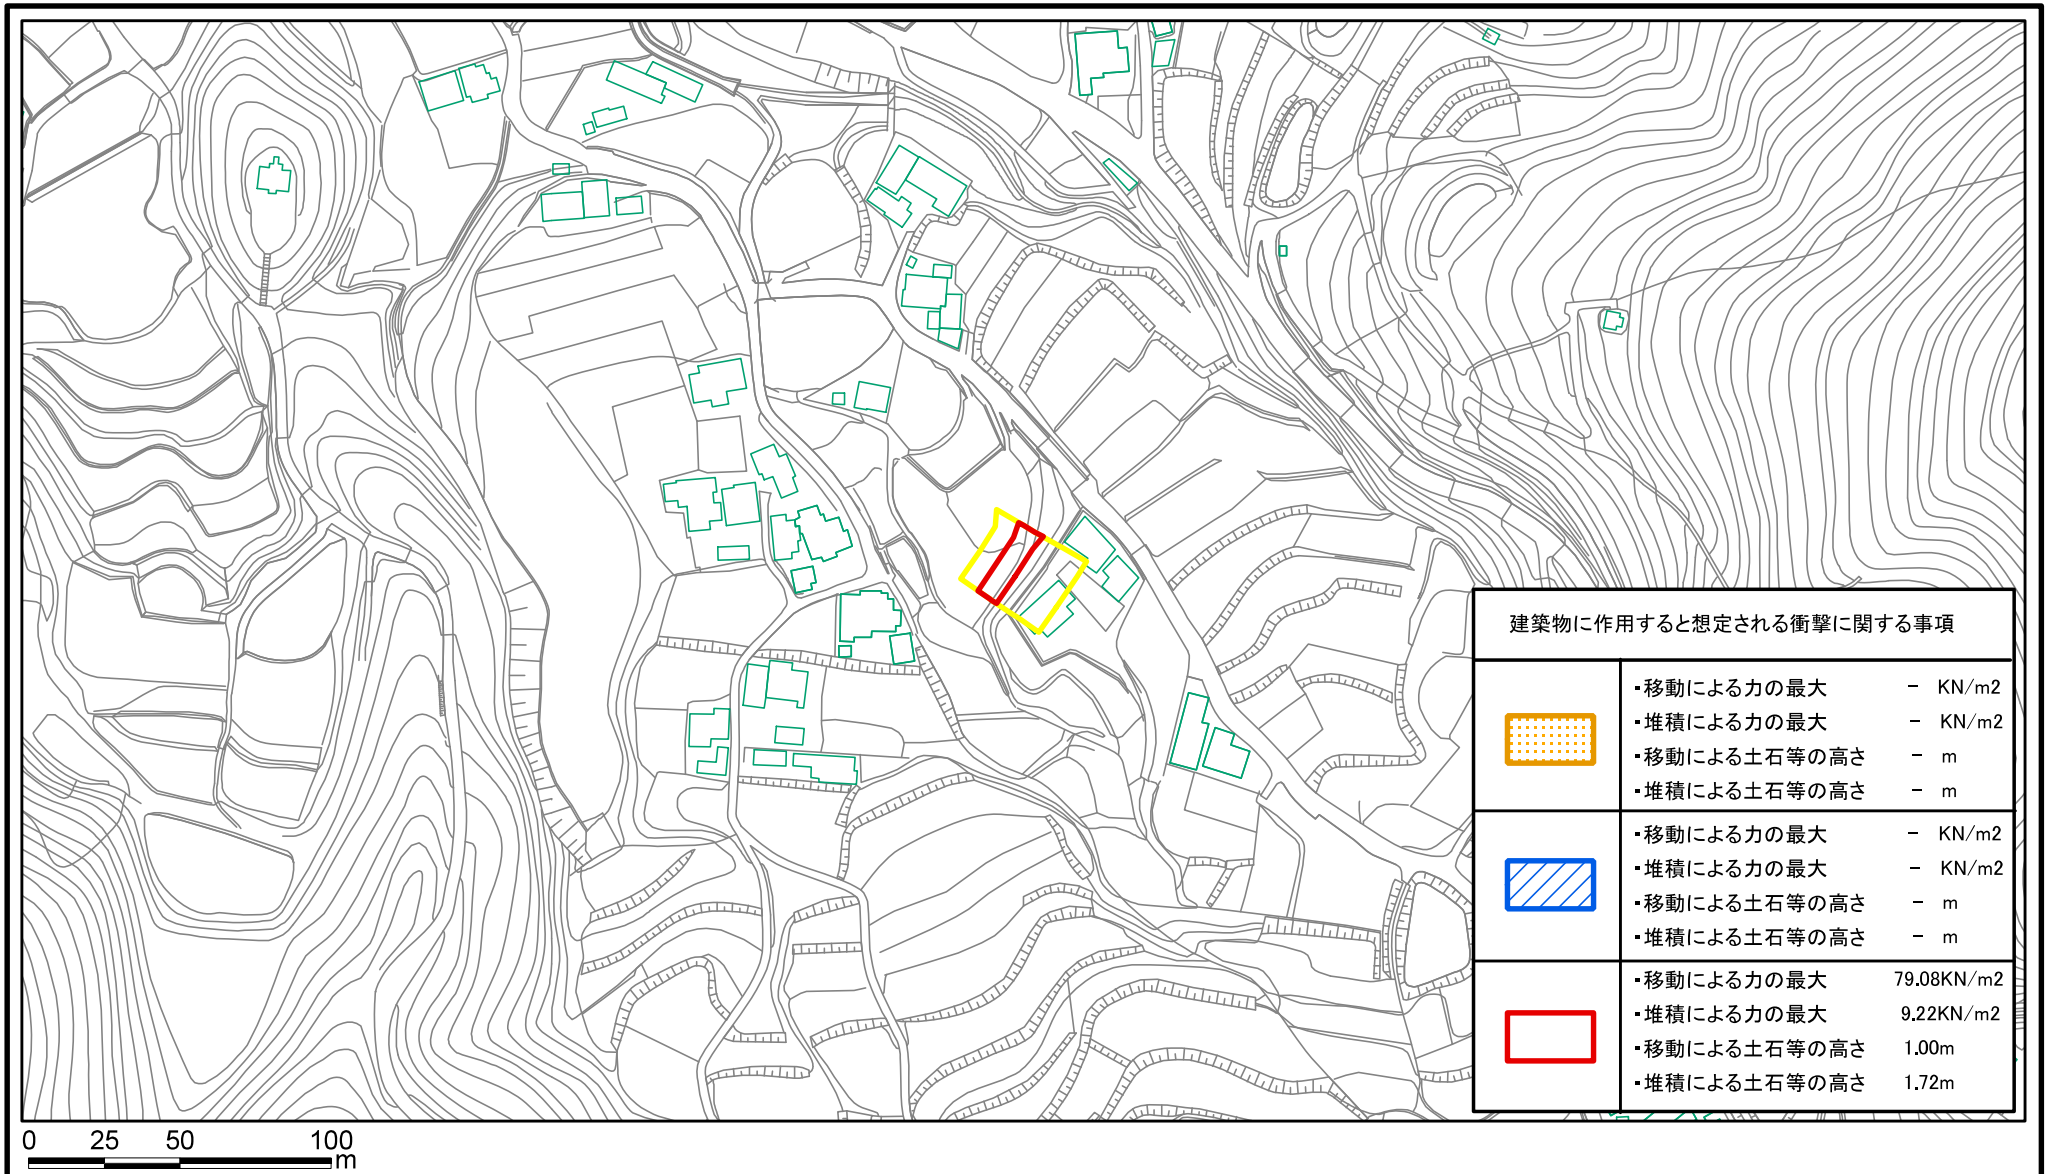 建築物に作用すると想定される衝撃に関する事項
・移動による力の最大 - KN/m2
・堆積による力の最大 - KN/m2
・移動による土石等の高さ - m
・堆積による土石等の高さ - m
・移動による力の最大 - KN/m2
・堆積による力の最大 - KN/m2
・移動による土石等の高さ - m
・堆積による土石等の高さ - m
・移動による力の最大 79.08KN/m2
・堆積による力の最大 9.22KN/m2
・移動による土石等の高さ 1.00m
・堆積による土石等の高さ 1.72m
0 25 50 100
m